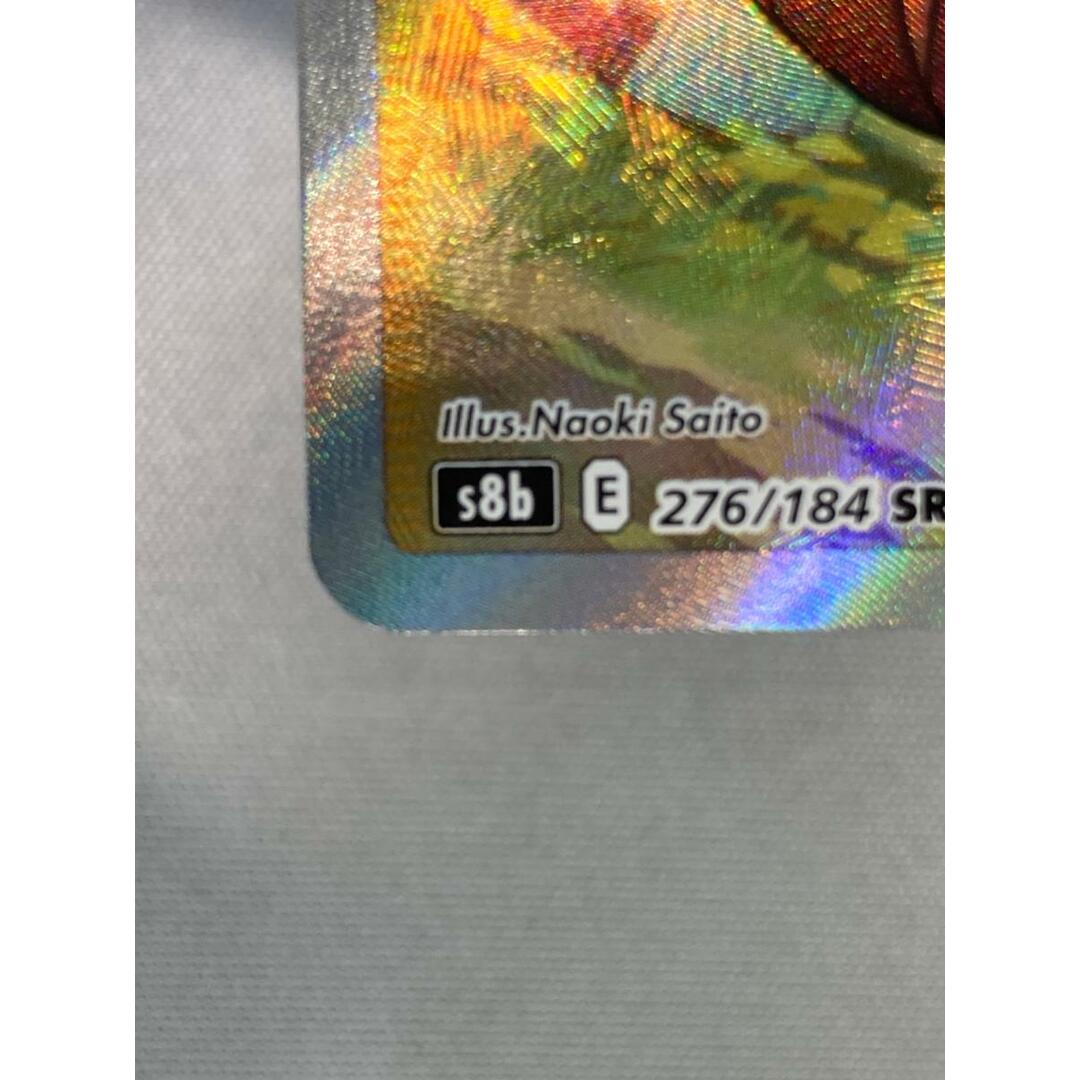 Illus.Naoki Saito
s8b E 276/184 SR